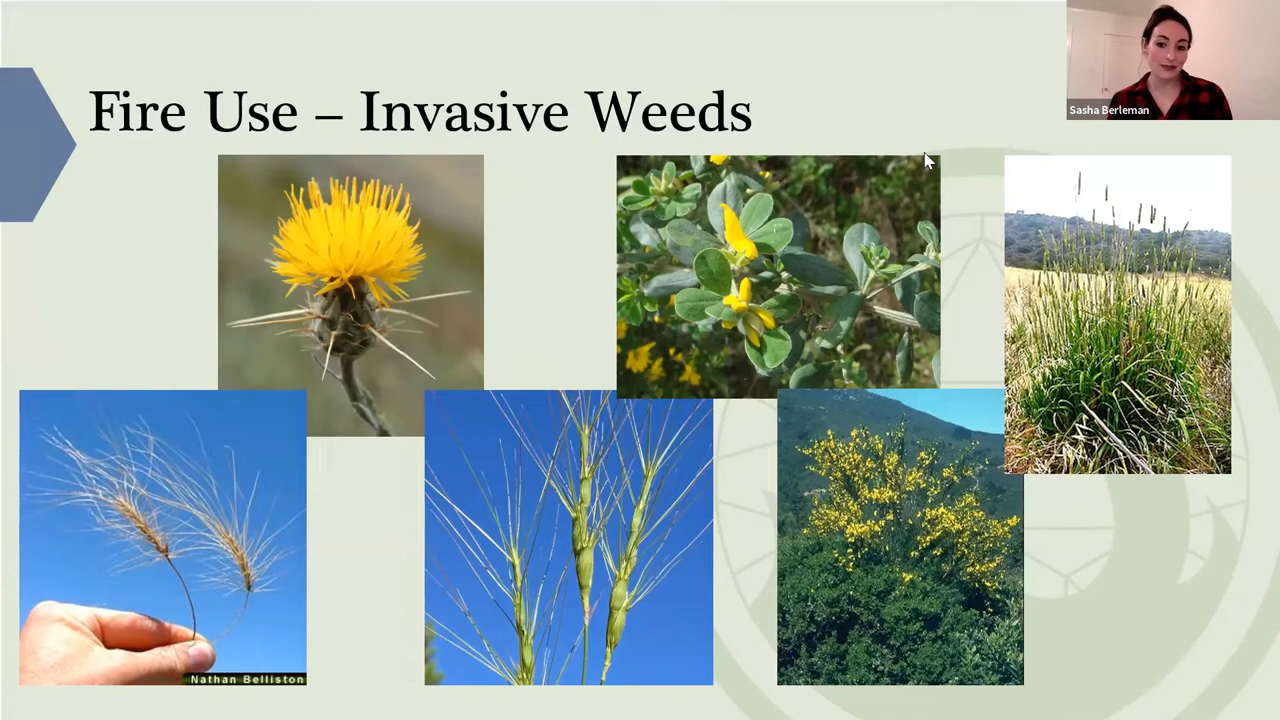 Sasha Berleman
Fire Use – Invasive Weeds
Nathan Belliston